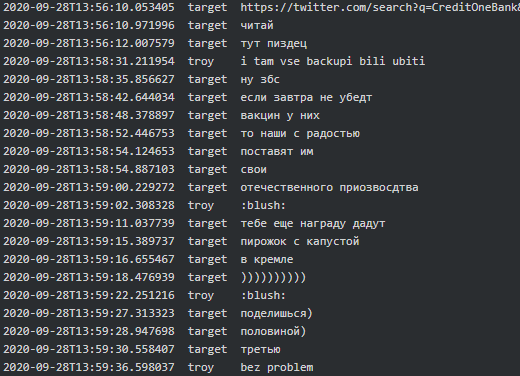 2020-09-28T13:56:10.053405 target https://twitter.com/search?q=CreditOneBank&
2020-09-28T13:56:10.971996 target читай
2020-09-28T13:56:12.007579 target тут пиздец
2020-09-28T13:58:31.211954 troy i tam vse backupi bili ubiti
2020-09-28T13:58:35.856627 target ну збс
2020-09-28T13:58:42.644034 target если завтра не убедт
2020-09-28T13:58:48.378897 target вакцин у них
2020-09-28T13:58:52.446753 target то наши с радостью
2020-09-28T13:58:54.124653 target поставят им
2020-09-28T13:58:54.887103 target свои
2020-09-28T13:59:00.229272 target отечественного приозвосдтва
2020-09-28T13:59:02.308328 troy :blush:
2020-09-28T13:59:11.037739 target тебе еще награду дадут
2020-09-28T13:59:15.389737 target пирожок с капустой
2020-09-28T13:59:16.655467 target в кремле
2020-09-28T13:59:18.476939 target ))))))))))
2020-09-28T13:59:22.251216 troy :blush:
2020-09-28T13:59:27.313323 target поделишься)
2020-09-28T13:59:28.947698 target половиной)
2020-09-28T13:59:30.558407 target третью
2020-09-28T13:59:36.598037 troy bez problem